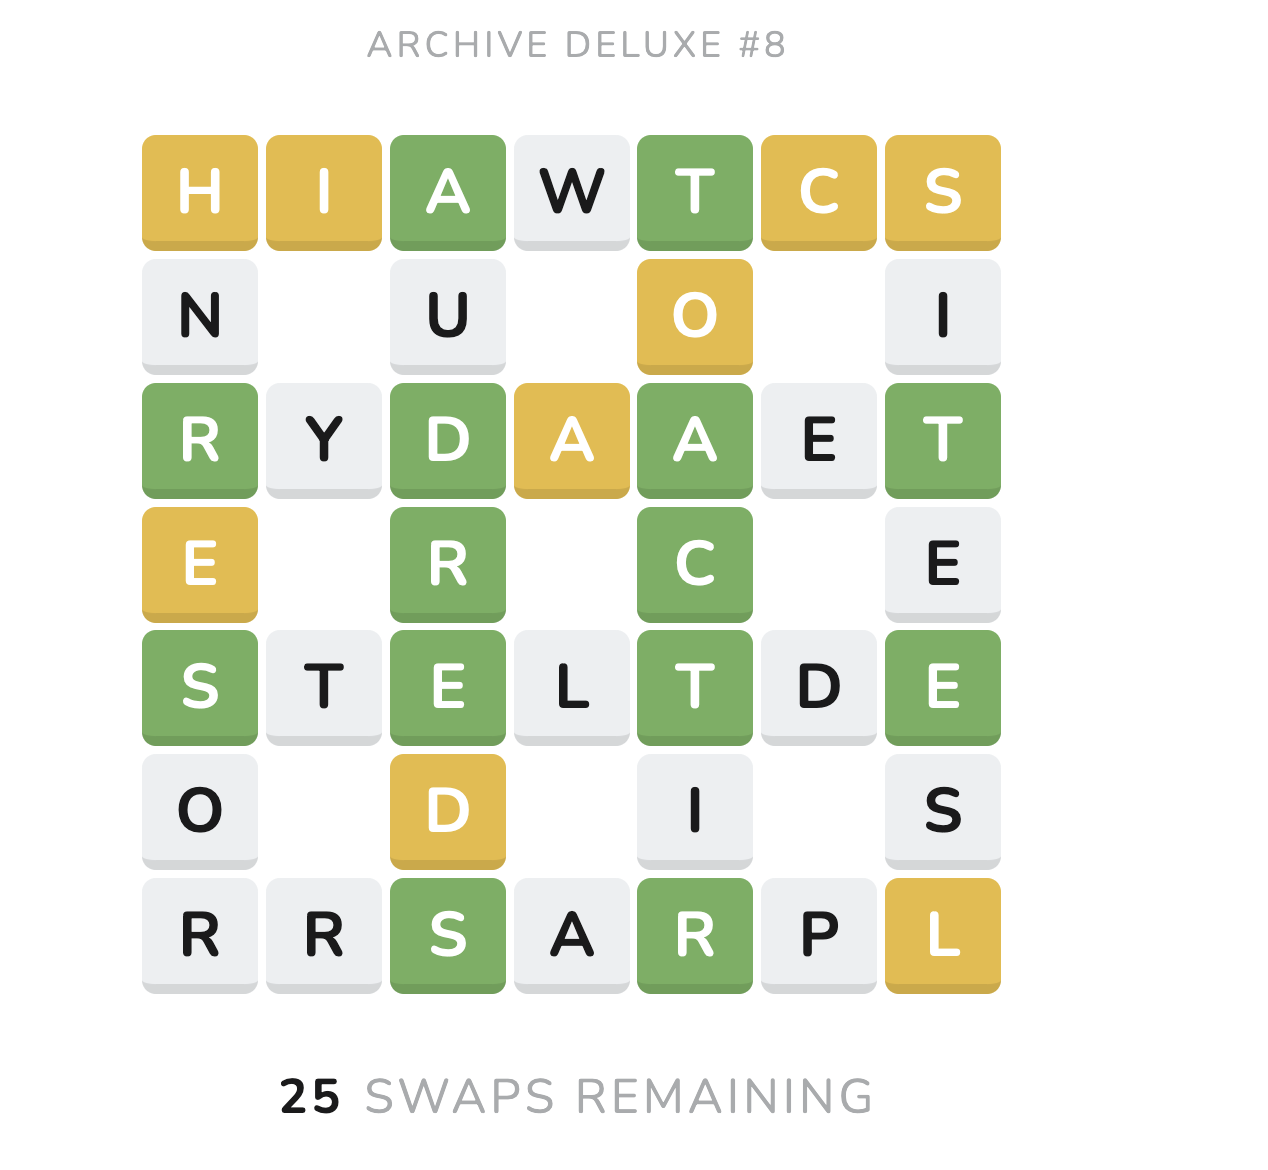 ARCHIVE DELUXE #8
H I A W T C S
N U O I
R Y D A A E T
E R C E
S T E L T D E
O D I S
R R S A R P L
25 SWAPS REMAINING